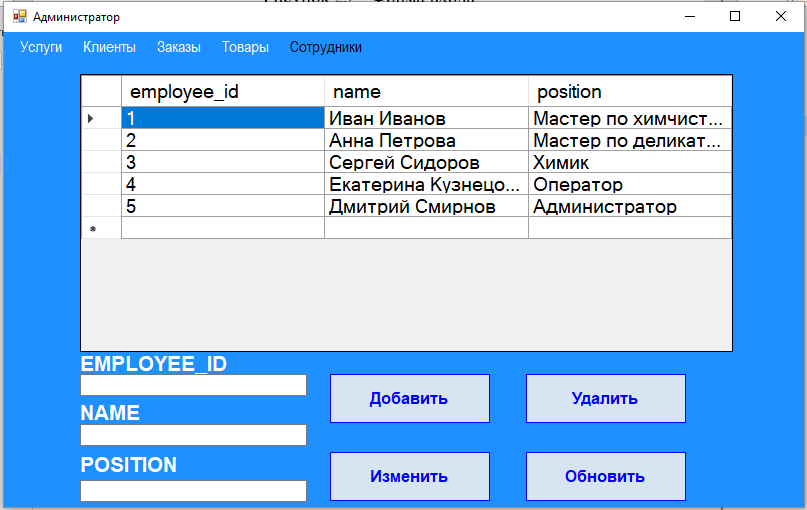 Администратор
Услуги Клиенты Заказы Товары Сотрудники
employee_id name position
1 Иван Иванов Мастер по химчист...
2 Анна Петрова Мастер по деликат...
3 Сергей Сидоров Химик
4 Екатерина Кузнецо... Оператор
5 Дмитрий Смирнов Администратор
EMPLOYEE_ID
Добавить Удалить
NAME
POSITION
Изменить Обновить